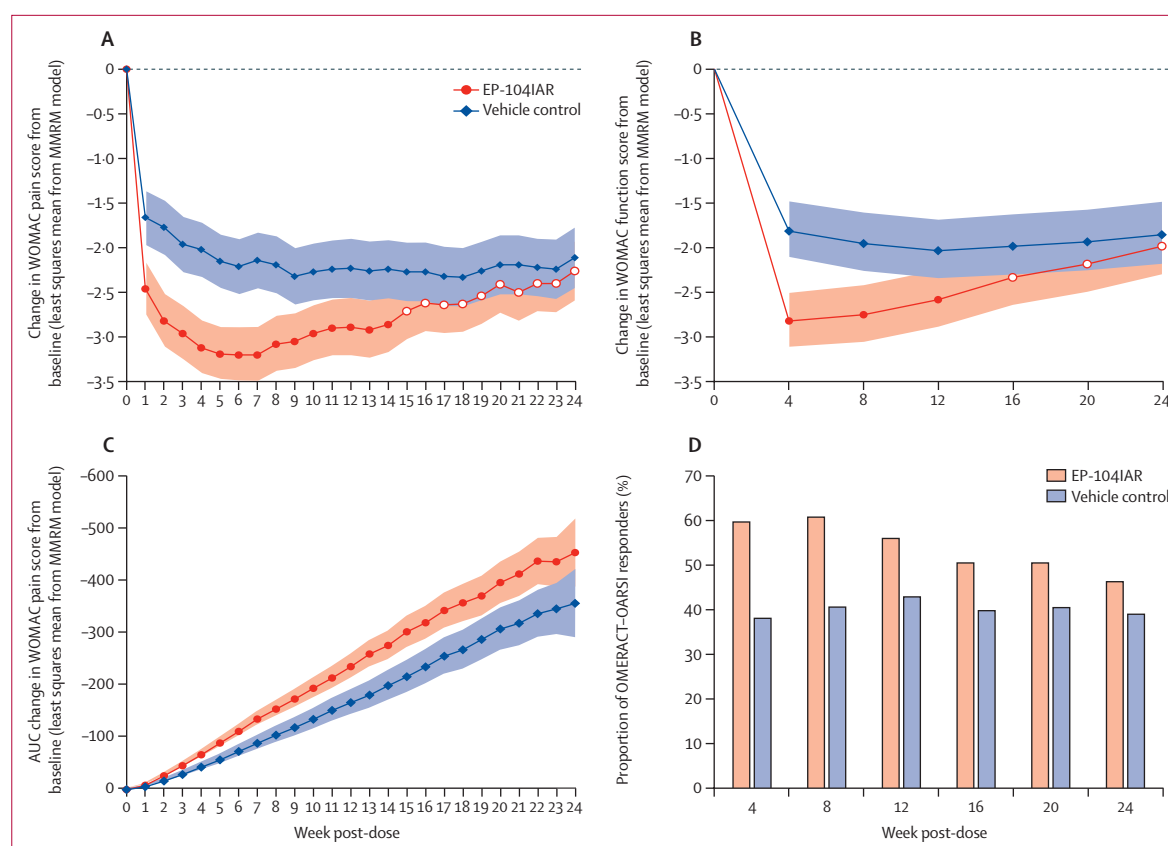 A
Change in WOMAC pain score from
baseline (least squares mean from MMRM model)
0
–0·5
–1·0
–1·5
–2·0
–2·5
–3·0
–3·5
EP-104IAR
Vehicle control
0 1 2 3 4 5 6 7 8 9 10 11 12 13 14 15 16 17 18 19 20 21 22 23 24
B
Change in WOMAC function score from
baseline (least squares mean from MMRM model)
0
–0·5
–1·0
–1·5
–2·0
–2·5
–3·0
–3·5
0 4 8 12 16 20 24
C
AUC change in WOMAC pain score from
baseline (least squares mean from MMRM model)
–600
–500
–400
–300
–200
–100
0
0 1 2 3 4 5 6 7 8 9 10 11 12 13 14 15 16 17 18 19 20 21 22 23 24
Week post-dose
D
Proportion of OMERACT–OARSI responders (%)
70
60
50
40
30
20
10
0
EP-104IAR
Vehicle control
4 8 12 16 20 24
Week post-dose